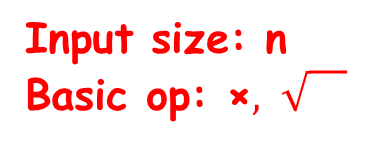 Input size: n
Basic op: ×, √